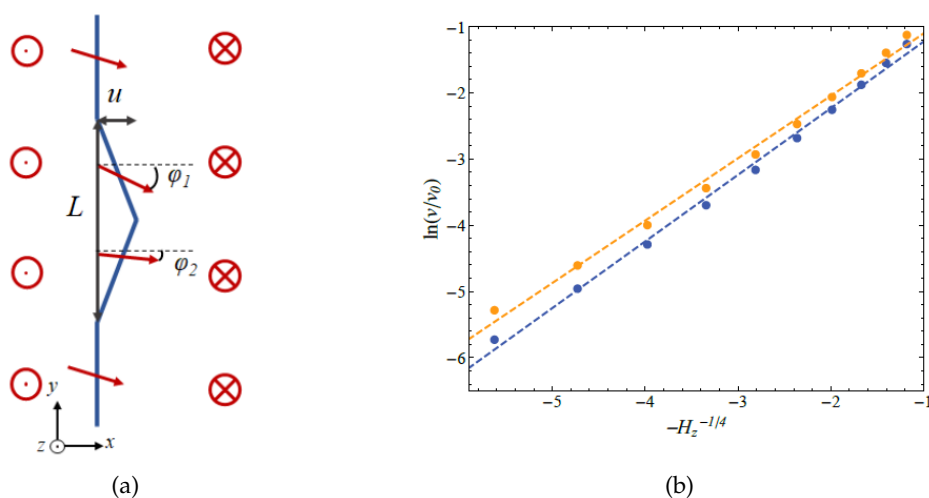 u
φ1
L
φ2
y
z
x
(a)
−1
−2
−3
−4
−5
−6
ln(v/v0)
−5 −4 −3 −2 −1
−Hz^−1/4
(b)